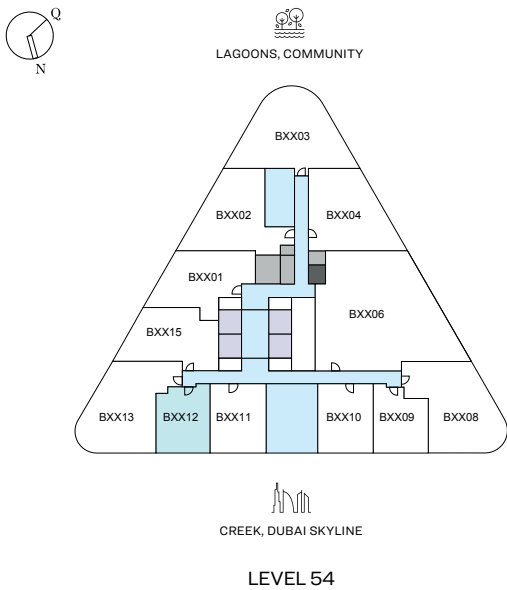 Q
N
LAGOONS, COMMUNITY
BXX03
BXX02
BXX04
BXX01
BXX06
BXX15
BXX13
BXX12
BXX11
BXX10
BXX09
BXX08
CREEK, DUBAI SKYLINE
LEVEL 54